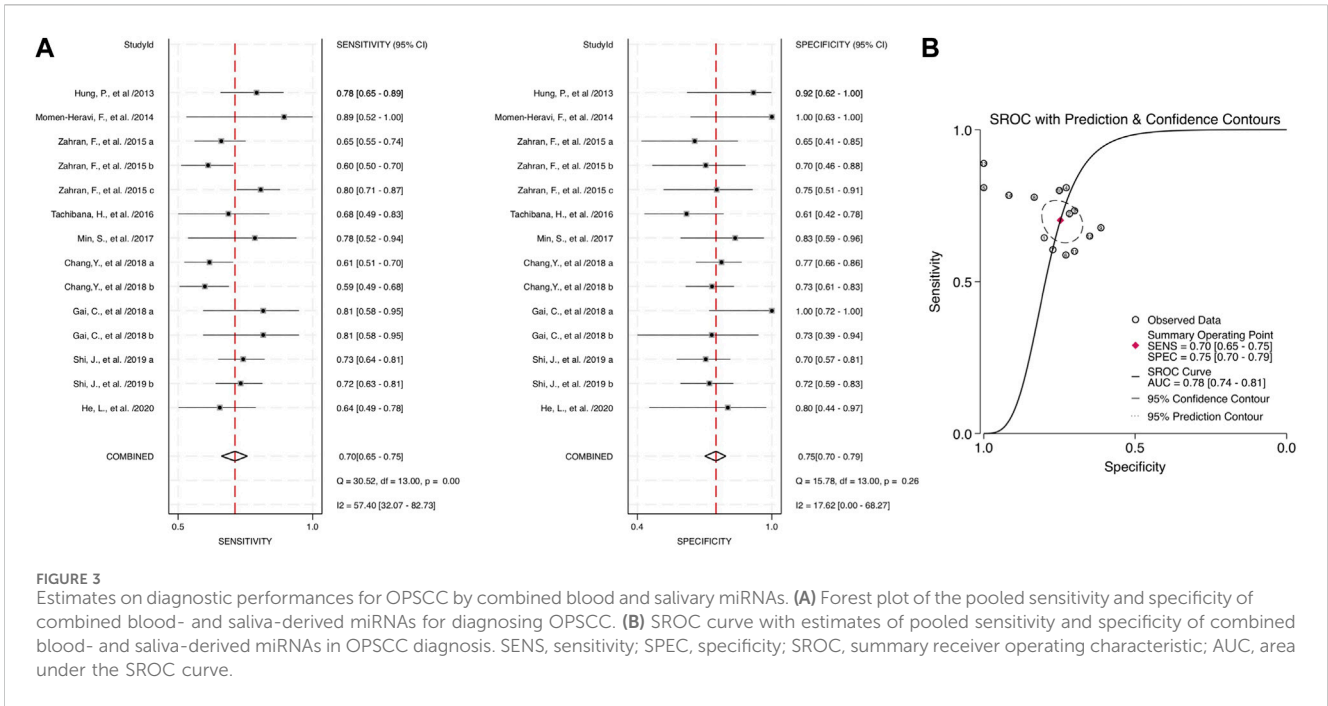 A
StudyId
SENSITIVITY (95% CI)
Hung, P., et al /2013
0.78 [0.65 - 0.89]
Momen-Heravi, F., et al /2014
0.89 [0.52 - 1.00]
Zahran, F., et al. /2015 a
0.65 [0.55 - 0.74]
Zahran, F., et al. /2015 b
0.60 [0.50 - 0.70]
Zahran, F., et al. /2015 c
0.80 [0.71 - 0.87]
Tachibana, H., et al /2016
0.68 [0.49 - 0.83]
Min, S., et al. /2017
0.78 [0.52 - 0.94]
Chang,Y., et al /2018 a
0.61 [0.51 - 0.70]
Chang,Y., et al /2018 b
0.59 [0.49 - 0.68]
Gai, C., et al /2018 a
0.81 [0.58 - 0.95]
Gai, C., et al /2018 b
0.81 [0.58 - 0.95]
Shi, J., et al. /2019 a
0.73 [0.64 - 0.81]
Shi, J., et al. /2019 b
0.72 [0.63 - 0.81]
He, L., et al. /2020
0.64 [0.49 - 0.78]
COMBINED
0.70[0.65 - 0.75]
Q = 30.52, df = 13.00, p = 0.00
I2 = 57.40 [32.07 - 82.73]
0.5
1.0
SENSITIVITY
StudyId
SPECIFICITY (95% CI)
Hung, P., et al /2013
0.92 [0.62 - 1.00]
Momen-Heravi, F., et al /2014
1.00 [0.63 - 1.00]
Zahran, F., et al. /2015 a
0.65 [0.41 - 0.85]
Zahran, F., et al. /2015 b
0.70 [0.46 - 0.88]
Zahran, F., et al. /2015 c
0.75 [0.51 - 0.91]
Tachibana, H., et al /2016
0.61 [0.42 - 0.78]
Min, S., et al. /2017
0.83 [0.59 - 0.96]
Chang,Y., et al /2018 a
0.77 [0.66 - 0.86]
Chang,Y., et al /2018 b
0.73 [0.61 - 0.83]
Gai, C., et al /2018 a
1.00 [0.72 - 1.00]
Gai, C., et al /2018 b
0.73 [0.39 - 0.94]
Shi, J., et al. /2019 a
0.70 [0.57 - 0.81]
Shi, J., et al. /2019 b
0.72 [0.59 - 0.83]
He, L., et al. /2020
0.80 [0.44 - 0.97]
COMBINED
0.75[0.70 - 0.79]
Q = 15.78, df = 13.00, p = 0.26
I2 = 17.62 [0.00 - 68.27]
0.4
1.0
SPECIFICITY
B
SROC with Prediction & Confidence Contours
1.0
0.5
0.0
Sensitivity
Observed Data
Summary Operating Point
SENS = 0.70 [0.65 - 0.75]
SPEC = 0.75 [0.70 - 0.79]
SROC Curve
AUC = 0.78 [0.74 - 0.81]
95% Confidence Contour
95% Prediction Contour
1.0
0.5
0.0
Specificity
FIGURE 3
Estimates on diagnostic performances for OPSCC by combined blood and salivary miRNAs. (A) Forest plot of the pooled sensitivity and specificity of
combined blood- and saliva-derived miRNAs for diagnosing OPSCC. (B) SROC curve with estimates of pooled sensitivity and specificity of combined
blood- and saliva-derived miRNAs in OPSCC diagnosis. SENS, sensitivity; SPEC, specificity; SROC, summary receiver operating characteristic; AUC, area
under the SROC curve.